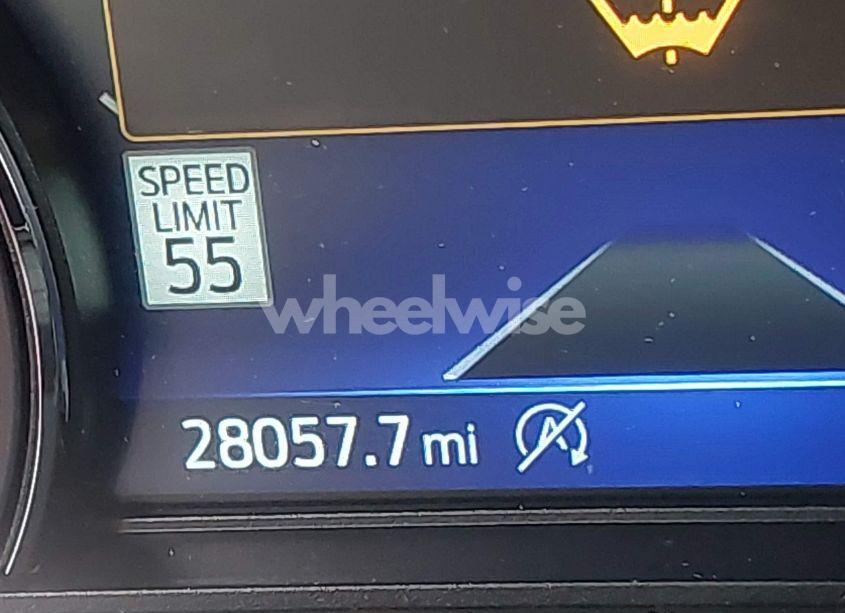 SPEED
LIMIT
55
wheelwise
28057.7 mi
A